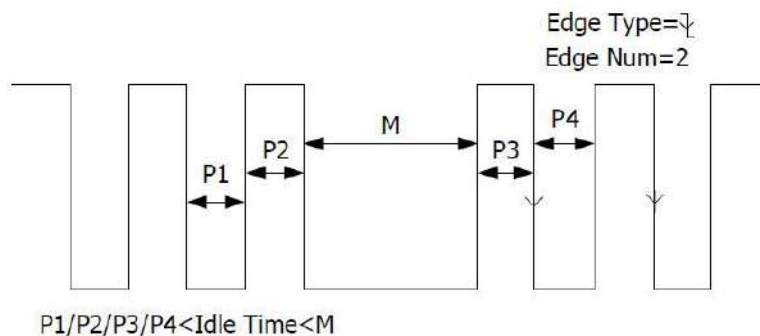 Edge Type=
Edge Num=2
M
P4
P2
P3
P1
P1/P2/P3/P4<Idle Time<M